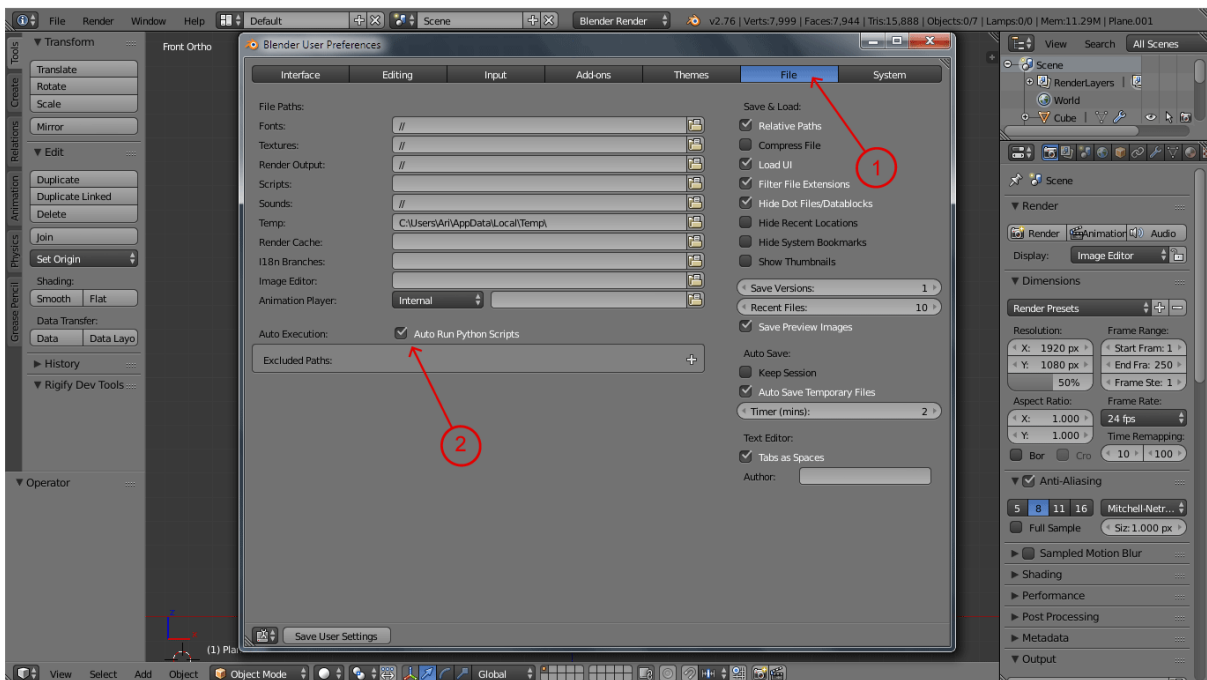 File Render Window Help Default Scene Blender Render v2.76 | Verts:7,999 | Faces:7,944 | Tris:15,888 | Objects:0/7 | Lamps:0/0 | Mem:11.29M | Plane.001
Tools
Create
Relations
Animation
Physics
Grease Pencil
Transform
Translate
Rotate
Scale
Mirror
Edit
Duplicate
Duplicate Linked
Delete
Join
Set Origin
Shading:
Smooth Flat
Data Transfer:
Data Data Layo
History
Rigify Dev Tools
Operator
Front Ortho
Blender User Preferences
Interface Editing Input Add-ons Themes File System
File Paths:
Fonts: //
Textures: //
Render Output: //
Scripts:
Sounds: //
Temp: C:\Users\Ari\AppData\Local\Temp\
Render Cache:
I18n Branches:
Image Editor:
Animation Player: Internal
Auto Execution: Auto Run Python Scripts
Excluded Paths:
Save & Load:
Relative Paths
Compress File
Load UI
Filter File Extensions
Hide Dot Files/Datablocks
Hide Recent Locations
Hide System Bookmarks
Show Thumbnails
Save Versions: 1
Recent Files: 10
Save Preview Images
Auto Save:
Keep Session
Auto Save Temporary Files
Timer (mins): 2
Text Editor:
Tabs as Spaces
Author:
1
2
Save User Settings
z
(1) Pla
View Select Add Object Object Mode Global
View Search All Scenes
Scene
RenderLayers
World
Cube
Scene
Render
Render Animation Audio
Display: Image Editor
Dimensions
Render Presets
Resolution: Frame Range:
X: 1920 px Start Fram: 1
Y: 1080 px End Fra: 250
50% Frame Ste: 1
Aspect Ratio: Frame Rate:
X: 1.000 24 fps
Y: 1.000 Time Remapping:
Bor Cro 10 100
Anti-Aliasing
5 8 11 16 Mitchell-Netr...
Full Sample Siz:1.000 px
Sampled Motion Blur
Shading
Performance
Post Processing
Metadata
Output